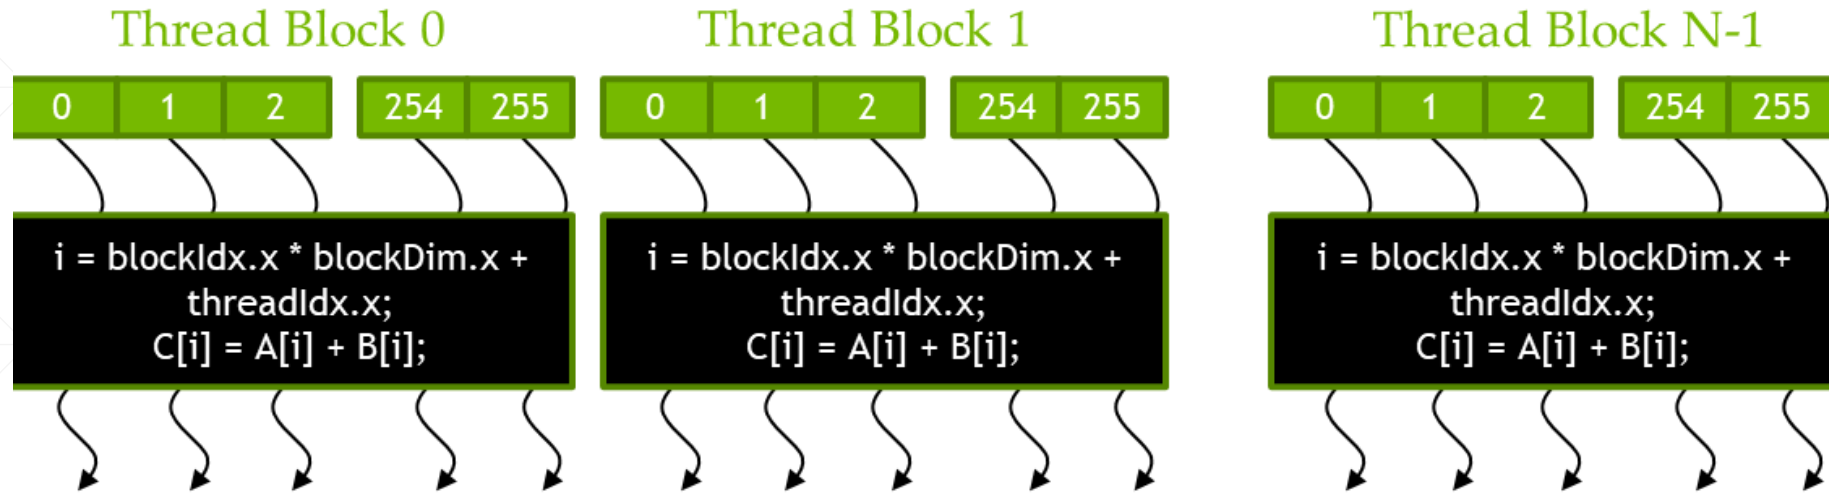 Thread Block 0
0 1 2 254 255
i = blockIdx.x * blockDim.x +
threadIdx.x;
C[i] = A[i] + B[i];
Thread Block 1
0 1 2 254 255
i = blockIdx.x * blockDim.x +
threadIdx.x;
C[i] = A[i] + B[i];
Thread Block N-1
0 1 2 254 255
i = blockIdx.x * blockDim.x +
threadIdx.x;
C[i] = A[i] + B[i];